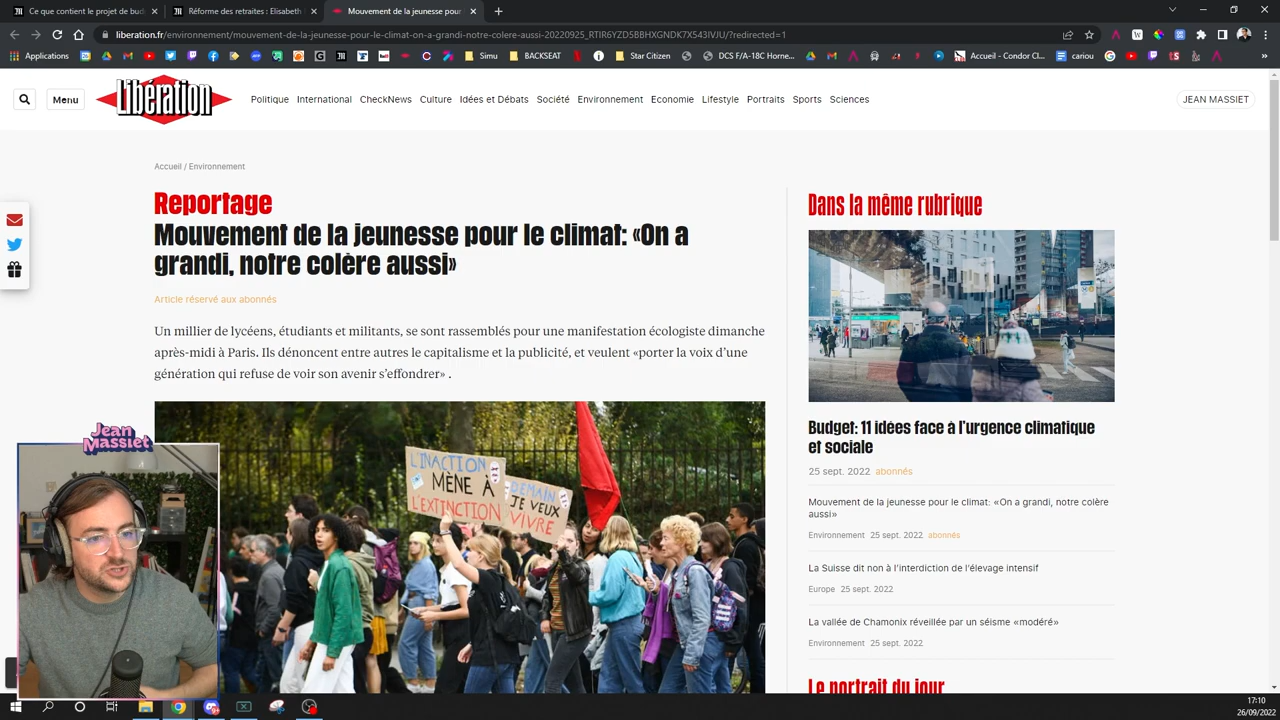 Ce que contient le projet de bud
Réforme des retraites : Elisabeth
Mouvement de la jeunesse pour
liberation.fr/environnement/mouvement-de-la-jeunesse-pour-le-climat-on-a-grandi-notre-colere-aussi-20220925_RTIR6YZD5BBHXGNDK7X543IVJU/?redirected=1
Applications
Simu
BACKSEAT
Star Citizen
DCS F/A-18C Hornet...
Accueil - Condor Cl...
cariou
Menu
Libération
Politique International CheckNews Culture Idées et Débats Société Environnement Economie Lifestyle Portraits Sports Sciences
JEAN MASSIET
Accueil / Environnement
Reportage
Mouvement de la jeunesse pour le climat: «On a
grandi, notre colère aussi»
Article réservé aux abonnés
Un millier de lycéens, étudiants et militants, se sont rassemblés pour une manifestation écologiste dimanche
après-midi à Paris. Ils dénoncent entre autres le capitalisme et la publicité, et veulent «porter la voix d’une
génération qui refuse de voir son avenir s’effondrer» .
L'INACTION
MÈNE À
L'EXTINCTION
DEMAIN
JE VEUX
VIVRE
Jean
Massiet
Dans la même rubrique
Budget: 11 idées face à l’urgence climatique
et sociale
25 sept. 2022 abonnés
Mouvement de la jeunesse pour le climat: «On a grandi, notre colère
aussi»
Environnement 25 sept. 2022 abonnés
La Suisse dit non à l’interdiction de l’élevage intensif
Europe 25 sept. 2022
La vallée de Chamonix réveillée par un séisme «modéré»
Environnement 25 sept. 2022
Le portrait du jour
17:10
26/09/2022